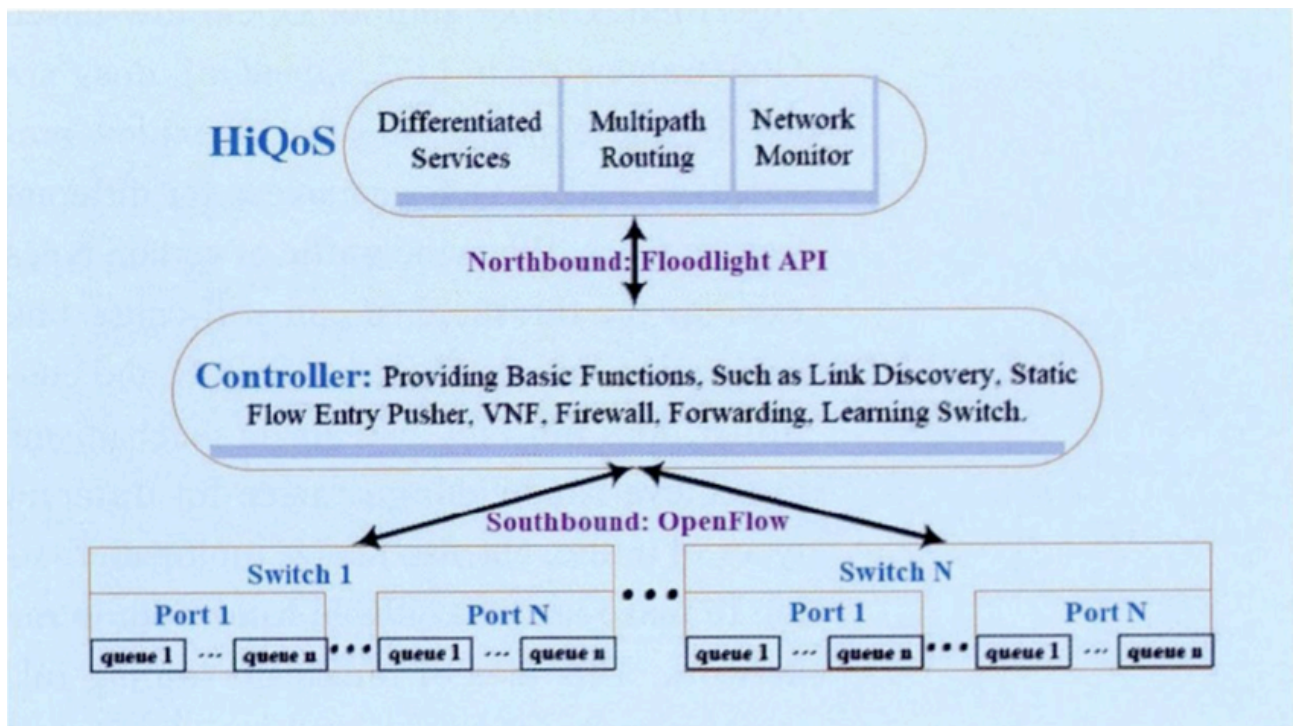 HiQoS
Differentiated
Services
Multipath
Routing
Network
Monitor
Northbound: Floodlight API
Controller: Providing Basic Functions, Such as Link Discovery, Static
Flow Entry Pusher, VNF, Firewall, Forwarding, Learning Switch.
Southbound: OpenFlow
Switch 1
•••
Switch N
Port 1
Port N
Port 1
Port N
queue 1 ... queue n ••• queue 1 ... queue n
queue 1 ... queue n ••• queue 1 ... queue n